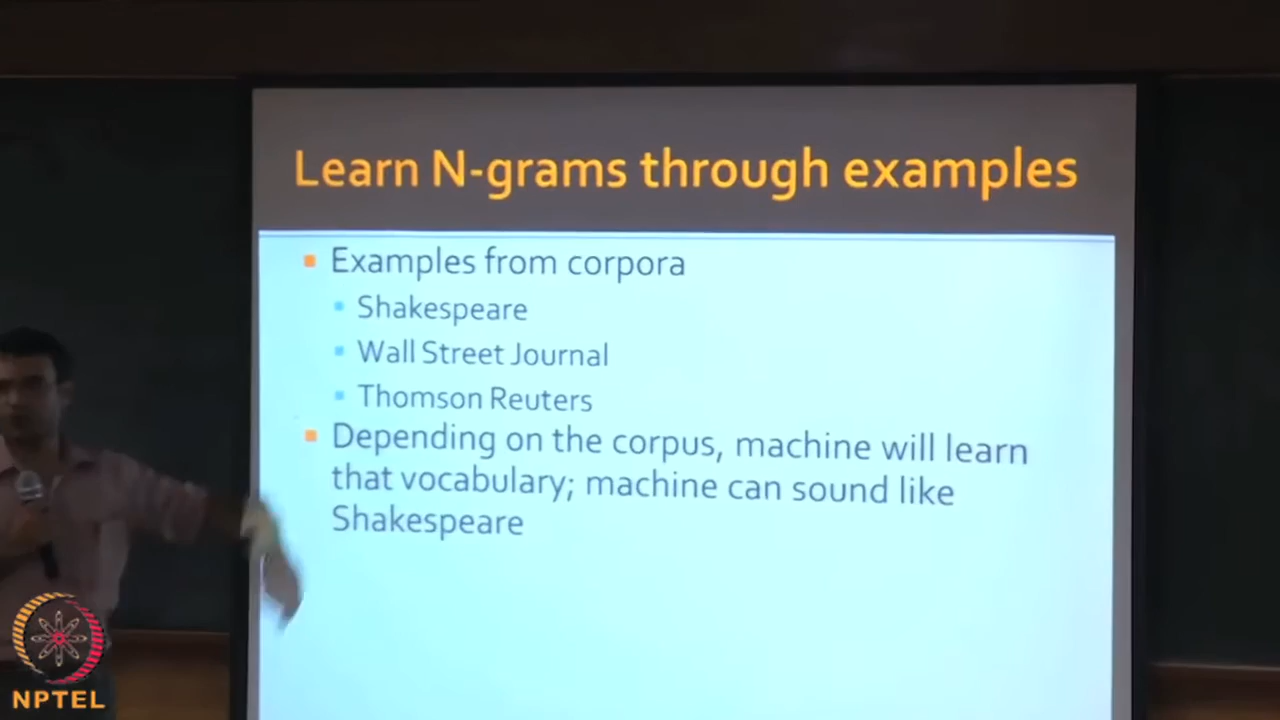 Learn N-grams through examples
Examples from corpora
Shakespeare
Wall Street Journal
Thomson Reuters
Depending on the corpus, machine will learn
that vocabulary; machine can sound like
Shakespeare
NPTEL